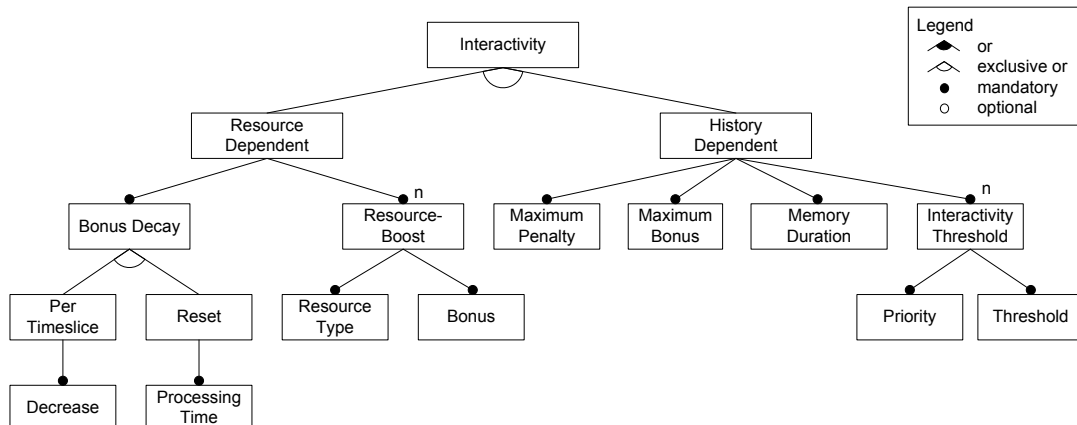 Interactivity
Legend
or
exclusive or
mandatory
optional
Resource
Dependent
History
Dependent
n
n
Bonus Decay
Resource-
Boost
Maximum
Penalty
Maximum
Bonus
Memory
Duration
Interactivity
Threshold
Per
Timeslice
Reset
Resource
Type
Bonus
Priority
Threshold
Decrease
Processing
Time